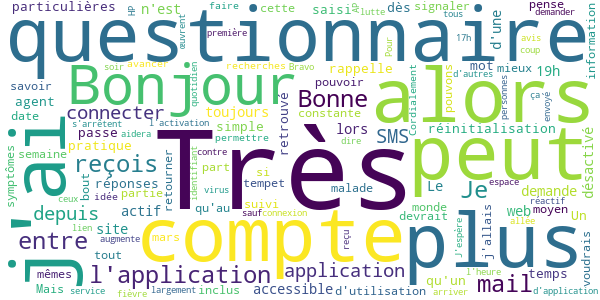 particulières
HP
n'est
faire
cette
saisi
lutte
dès
signaler
tous
pense
demander
questionnaire
œuvrent
première
Pour
17h
avis
coup
d'une
information
soir
avancer
recherches
Bravo
rappelle
mot
mieux
19h
d'autres
Bonjour
quotidien
pouvoir
alors
pouvons
ça
envoyé
personnes
savoir
agent
connecter
toujours
Bonne
constante
SMS
Cordialement
réinitialisation
date
s'arrêtent
l'activation
aidera
simple
permettre
retrouvé
lors
dire
j'ai
passe
pratique
semaine
symptômes
Très
identifiant
contre
peut
désactivé
reçois
réponses
idée
bout
retourner
part
virus
si
tempet
malade
Le
Je
espace
demande
réactif
depuis
partie
actif
qu'au
suivi
sauf
connexion
monde
devrait
web
moyen
Un
ceux
lien
site
compte
reçu
plus
J'espère
j'allais
allée
entre
augmente
mars
tout
voudrais
mêmes
l'application
application
qu'un
l'heure
temps
Mais
service
fièvre
largement
inclus
accessible
d'utilisation
mail
arriver
d'application